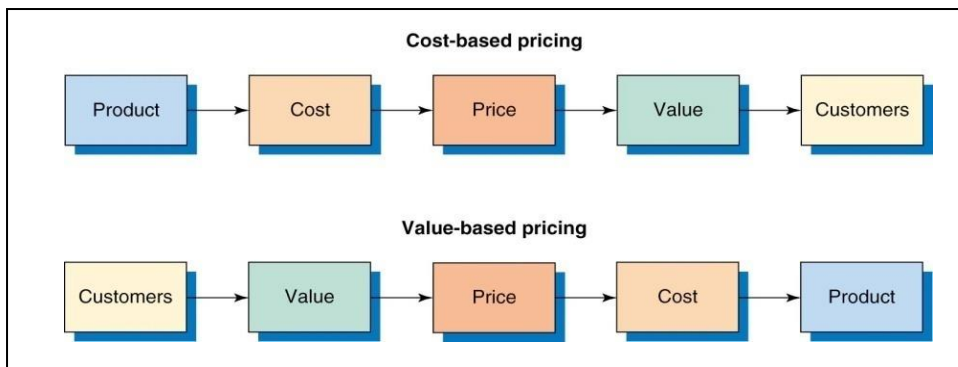 Cost-based pricing
Product Cost Price Value Customers
Value-based pricing
Customers Value Price Cost Product